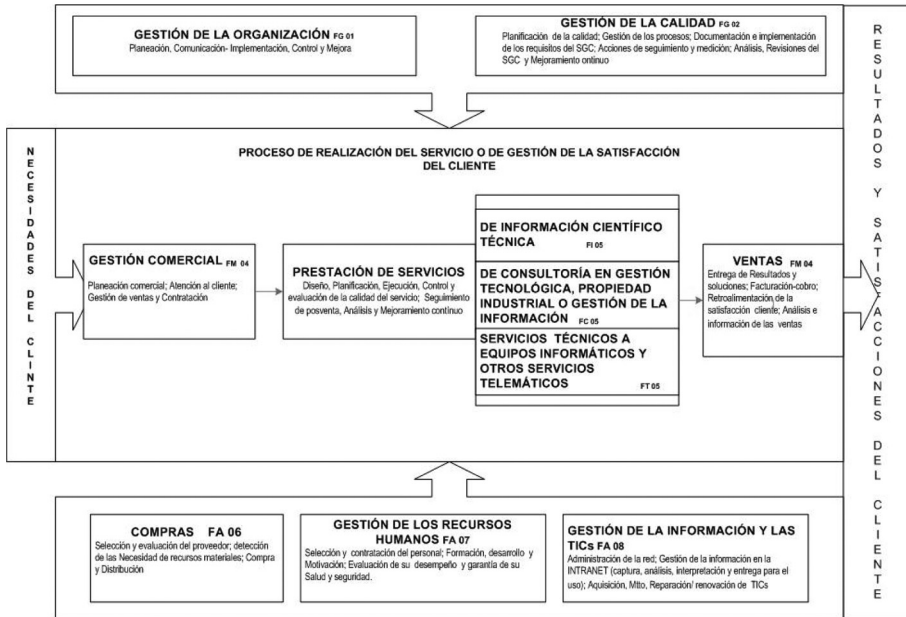 GESTIÓN DE LA ORGANIZACIÓN FG 01
Planeación, Comunicación- Implementación, Control y Mejora
GESTIÓN DE LA CALIDAD FG 02
Planificación de la calidad; Gestión de los procesos; Documentación e implementación
de los requisitos del SGC; Acciones de seguimiento y medición; Análisis, Revisiones del
SGC y Mejoramiento ontinuo
NECESIDADES DEL CLINTE
PROCESO DE REALIZACIÓN DEL SERVICIO O DE GESTIÓN DE LA SATISFACCIÓN
DEL CLIENTE
GESTIÓN COMERCIAL FM 04
Planeación comercial; Atención al cliente;
Gestión de ventas y Contratación
PRESTACIÓN DE SERVICIOS
Diseño, Planificación, Ejecución, Control y
evaluación de la calidad del servicio; Seguimiento
de posventa, Análisis y Mejoramiento continuo
DE INFORMACIÓN CIENTÍFICO
TÉCNICA FI 05
DE CONSULTORÍA EN GESTIÓN
TECNOLÓGICA, PROPIEDAD
INDUSTRIAL O GESTIÓN DE LA
INFORMACIÓN FC 05
SERVICIOS TÉCNICOS A
EQUIPOS INFORMÁTICOS Y
OTROS SERVICIOS
TELEMÁTICOS FT 05
VENTAS FM 04
Entrega de Resultados y
soluciones; Facturación-cobro;
Retroalimentación de la
satisfacción cliente; Análisis e
información de las ventas
RESULTADOS Y SATISFACCIONES DEL CLIENTE
COMPRAS FA 06
Selección y evaluación del proveedor; detección
de las Necesidad de recursos materiales; Compra
y Distribución
GESTIÓN DE LOS RECURSOS
HUMANOS FA 07
Selección y contratación del personal; Formación, desarrollo y
Motivación; Evaluación de su desempeño y garantía de su
Salud y seguridad.
GESTIÓN DE LA INFORMACIÓN Y LAS
TICs FA 08
Administración de la red; Gestión de la información en la
INTRANET (captura, análisis, interpretación y entrega para el
uso); Aquisición, Mtto, Reparación/ renovación de TICs